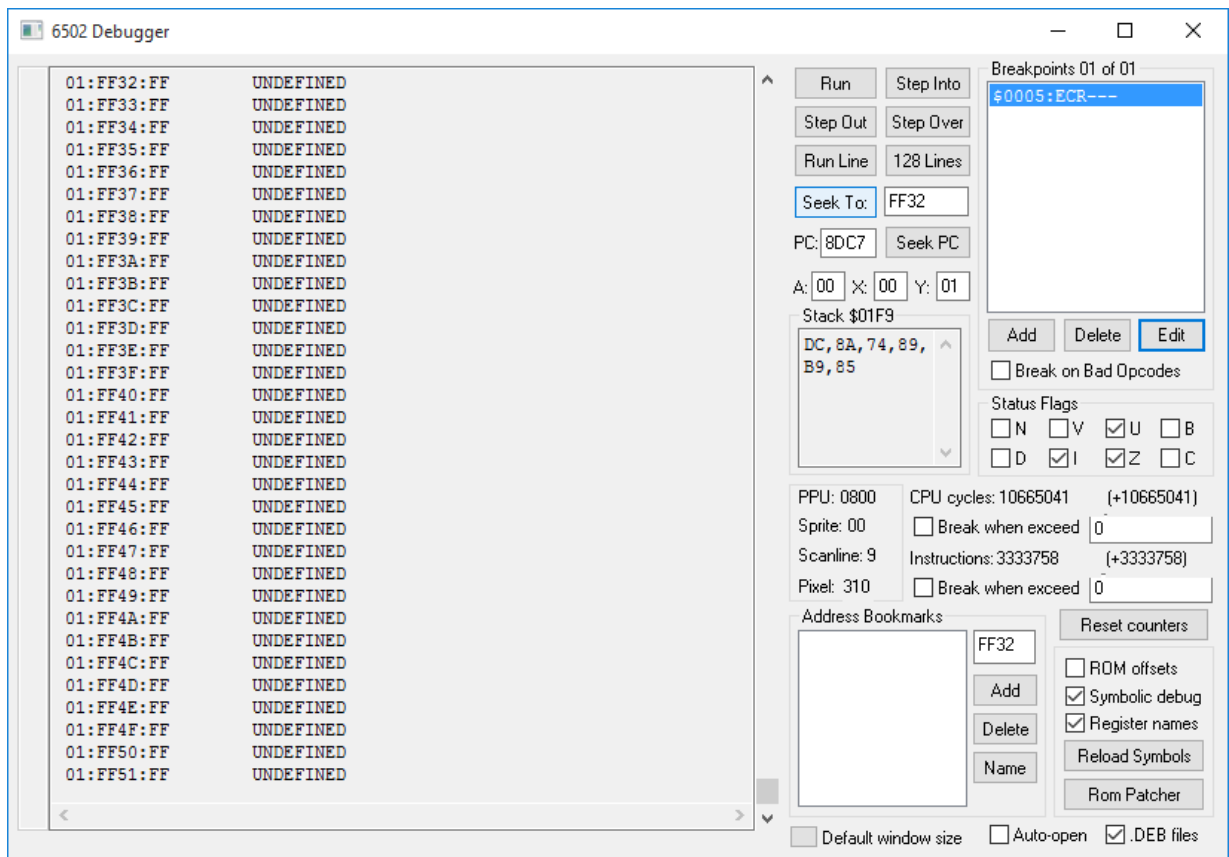 6502 Debugger
01:FF32:FF UNDEFINED
01:FF33:FF UNDEFINED
01:FF34:FF UNDEFINED
01:FF35:FF UNDEFINED
01:FF36:FF UNDEFINED
01:FF37:FF UNDEFINED
01:FF38:FF UNDEFINED
01:FF39:FF UNDEFINED
01:FF3A:FF UNDEFINED
01:FF3B:FF UNDEFINED
01:FF3C:FF UNDEFINED
01:FF3D:FF UNDEFINED
01:FF3E:FF UNDEFINED
01:FF3F:FF UNDEFINED
01:FF40:FF UNDEFINED
01:FF41:FF UNDEFINED
01:FF42:FF UNDEFINED
01:FF43:FF UNDEFINED
01:FF44:FF UNDEFINED
01:FF45:FF UNDEFINED
01:FF46:FF UNDEFINED
01:FF47:FF UNDEFINED
01:FF48:FF UNDEFINED
01:FF49:FF UNDEFINED
01:FF4A:FF UNDEFINED
01:FF4B:FF UNDEFINED
01:FF4C:FF UNDEFINED
01:FF4D:FF UNDEFINED
01:FF4E:FF UNDEFINED
01:FF4F:FF UNDEFINED
01:FF50:FF UNDEFINED
01:FF51:FF UNDEFINED
Run Step Into
Step Out Step Over
Run Line 128 Lines
Seek To: FF32
PC: 8DC7 Seek PC
A: 00 X: 00 Y: 01
Stack $01F9
DC,8A,74,89,
B9,85
Breakpoints 01 of 01
$0005:ECR---
Add Delete Edit
Break on Bad Opcodes
Status Flags
N V U B
D I Z C
PPU: 0800
Sprite: 00
Scanline: 9
Pixel: 310
CPU cycles: 10665041 (+10665041)
Break when exceed 0
Instructions: 3333758 (+3333758)
Break when exceed 0
Address Bookmarks
FF32
Add
Delete
Name
Reset counters
ROM offsets
Symbolic debug
Register names
Reload Symbols
Rom Patcher
Default window size Auto-open .DEB files